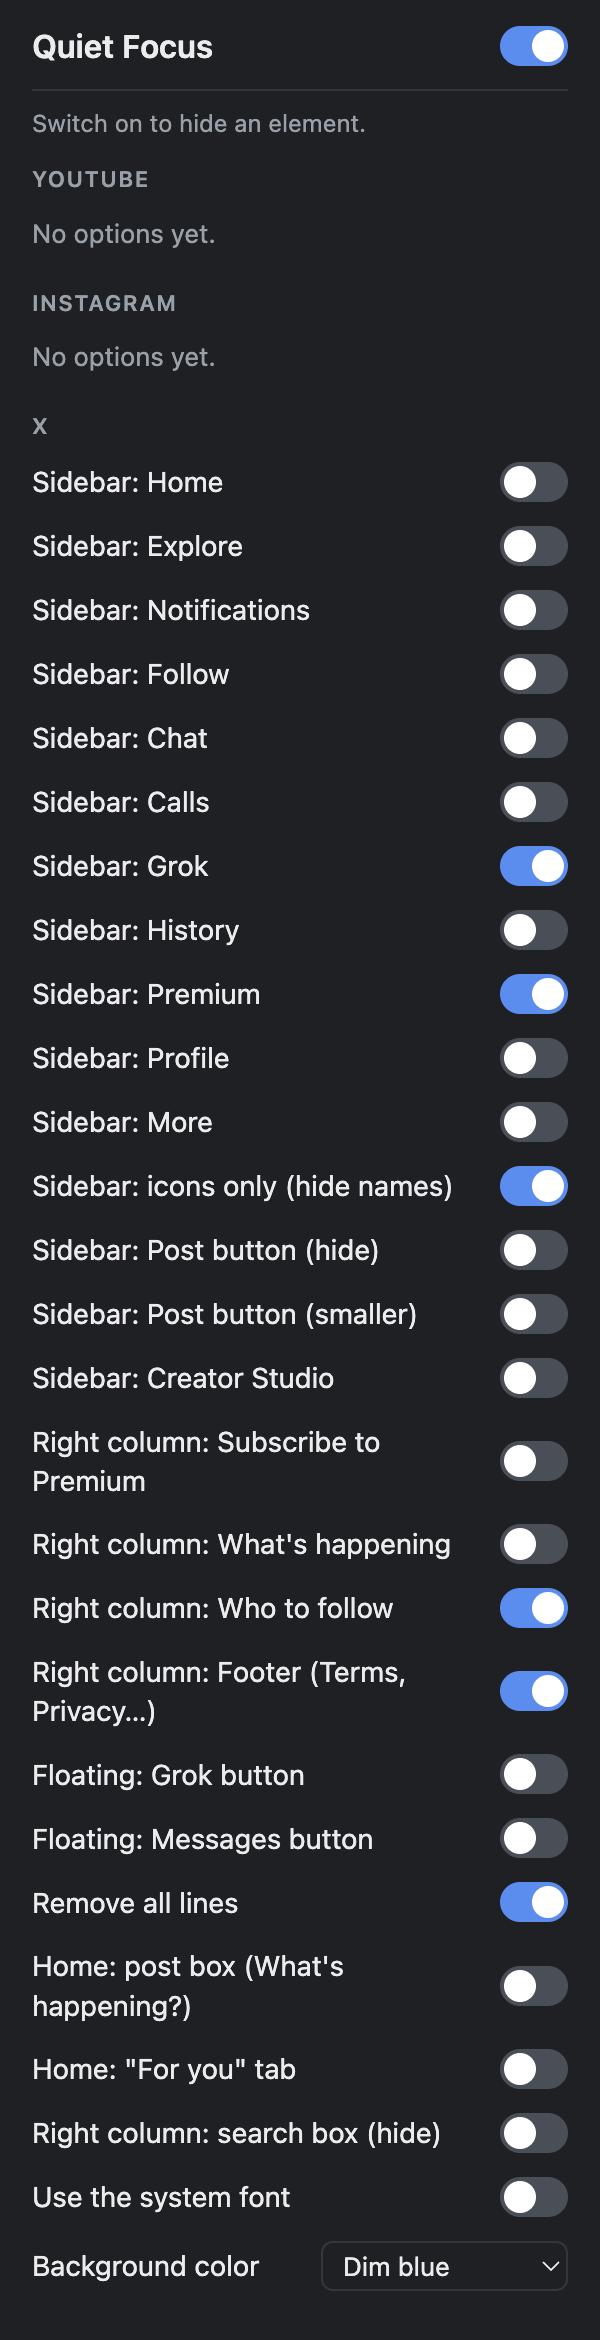 Quiet Focus
Switch on to hide an element.
YOUTUBE
No options yet.
INSTAGRAM
No options yet.
X
Sidebar: Home
Sidebar: Explore
Sidebar: Notifications
Sidebar: Follow
Sidebar: Chat
Sidebar: Calls
Sidebar: Grok
Sidebar: History
Sidebar: Premium
Sidebar: Profile
Sidebar: More
Sidebar: icons only (hide names)
Sidebar: Post button (hide)
Sidebar: Post button (smaller)
Sidebar: Creator Studio
Right column: Subscribe to
Premium
Right column: What's happening
Right column: Who to follow
Right column: Footer (Terms,
Privacy...)
Floating: Grok button
Floating: Messages button
Remove all lines
Home: post box (What's
happening?)
Home: "For you" tab
Right column: search box (hide)
Use the system font
Background color Dim blue